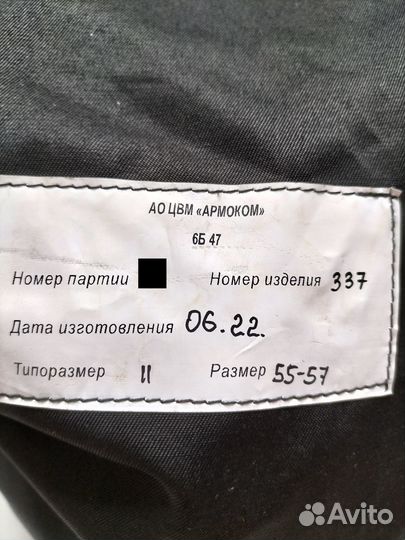 АО ЦВМ «АРМОКОМ»
6Б 47
Номер партии Номер изделия 337
Дата изготовления 06.22.
Типоразмер II Размер 55-57
Avito